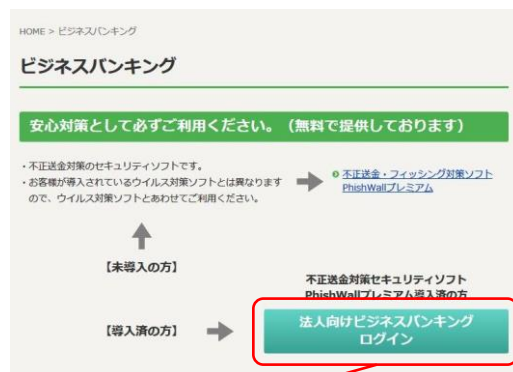 HOME > ビジネスバンキング
ビジネスバンキング
安心対策として必ずご利用ください。（無料で提供しております）
・不正送金対策のセキュリティソフトです。
・お客様が導入されているウイルス対策ソフトとは異なります
ので、ウイルス対策ソフトとあわせてご利用ください。
不正送金・フィッシング対策ソフト
PhishWallプレミアム
【未導入の方】
不正送金対策セキュリティソフト
PhishWallプレミアム導入済の方
【導入済の方】
法人向けビジネスバンキング
ログイン